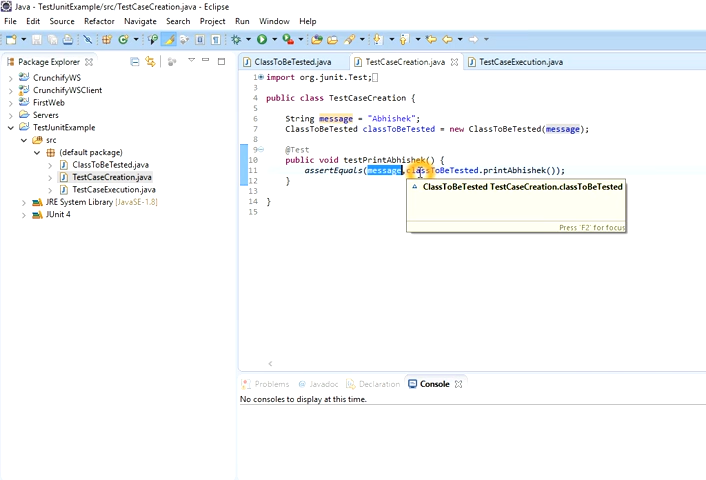 Java - TestJunitExample/src/TestCaseCreation.java - Eclipse
File Edit Source Refactor Navigate Search Project Run Window Help
Package Explorer
CrunchifyWS
CrunchifyWSClient
FirstWeb
Servers
TestJunitExample
src
(default package)
ClassToBeTested.java
TestCaseCreation.java
TestCaseExecution.java
JRE System Library [JavaSE-1.8]
JUnit 4
ClassToBeTested.java TestCaseCreation.java TestCaseExecution.java
1 import org.junit.Test;
3
4 public class TestCaseCreation {
5
6 String message = "Abhishek";
7 ClassToBeTested classToBeTested = new ClassToBeTested(message);
8
9 @Test
10 public void testPrintAbhishek() {
11 assertEquals(message,classToBeTested.printAbhishek());
12 }
13
14 }
15
ClassToBeTested TestCaseCreation.classToBeTested
Press 'F2' for focus
Problems Javadoc Declaration Console
No consoles to display at this time.